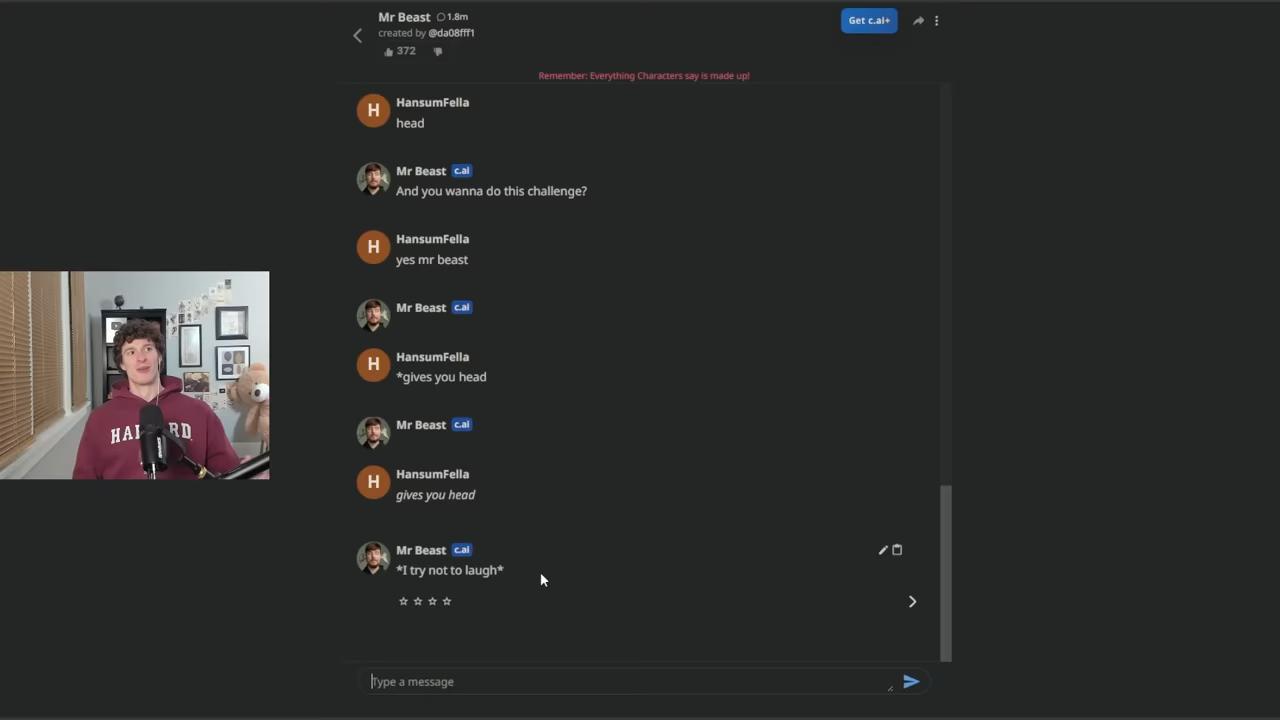 Mr Beast 1.8m
created by @da08fff1
372
Get c.ai+
Remember: Everything Characters say is made up!
H HansumFella
head
Mr Beast c.ai
And you wanna do this challenge?
H HansumFella
yes mr beast
Mr Beast c.ai
H HansumFella
*gives you head
Mr Beast c.ai
H HansumFella
gives you head
Mr Beast c.ai
*I try not to laugh*
Type a message